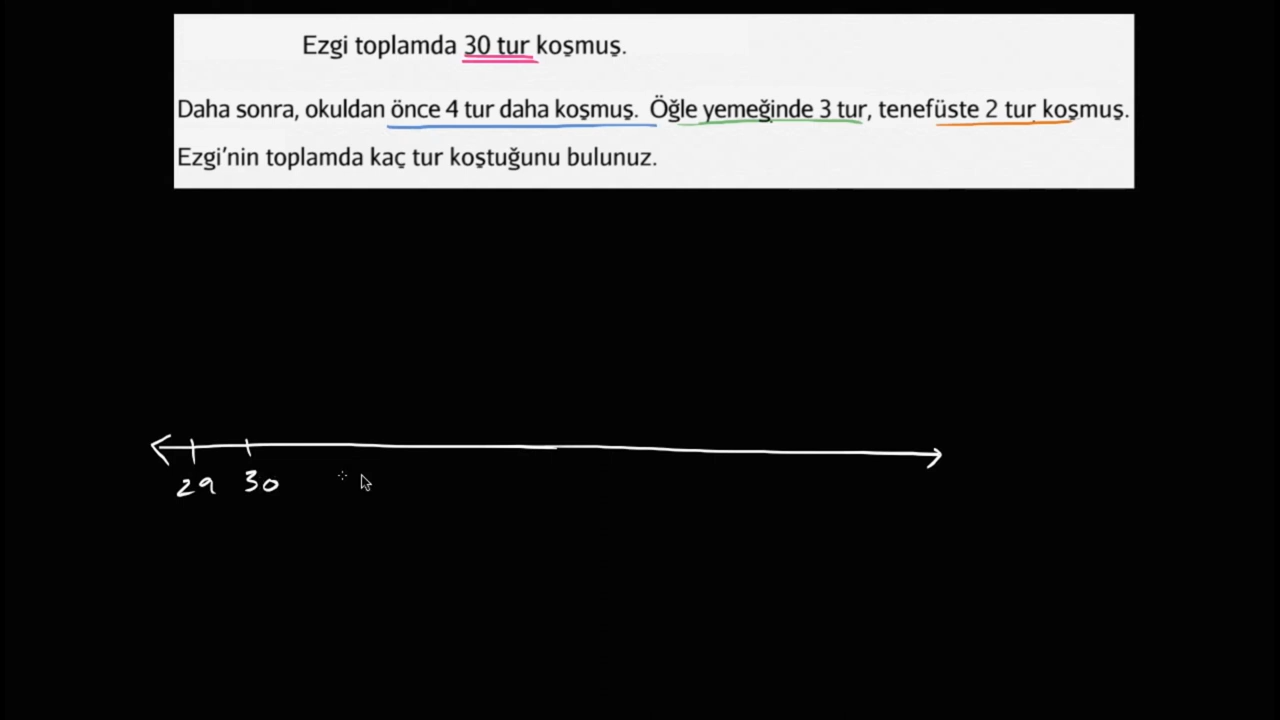 Ezgi toplamda 30 tur koşmuş.
Daha sonra, okuldan önce 4 tur daha koşmuş. Öğle yemeğinde 3 tur, tenefüste 2 tur koşmuş.
Ezgi'nin toplamda kaç tur koştuğunu bulunuz.
29 30